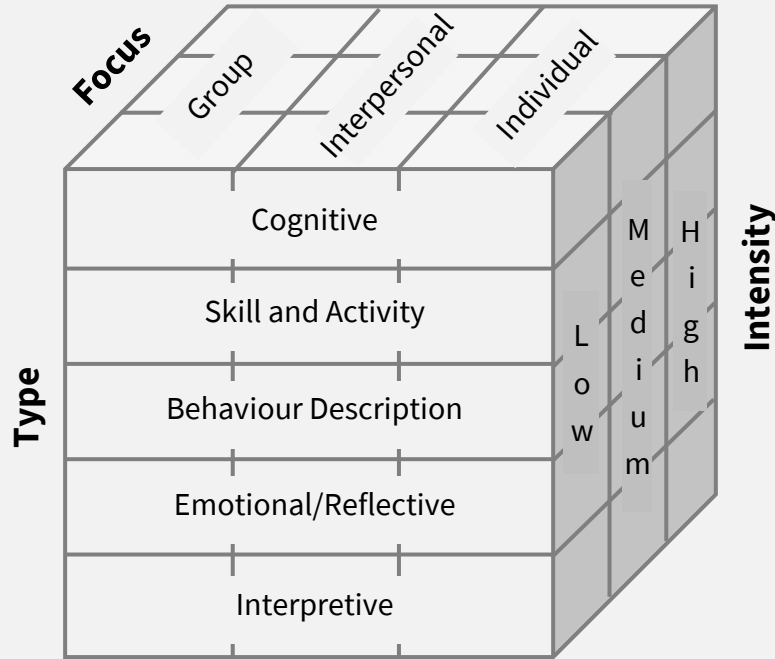 Focus
Group
Interpersonal
Individual
Type
Cognitive
Skill and Activity
Behaviour Description
Emotional/Reflective
Interpretive
Low
Medium
High
Intensity